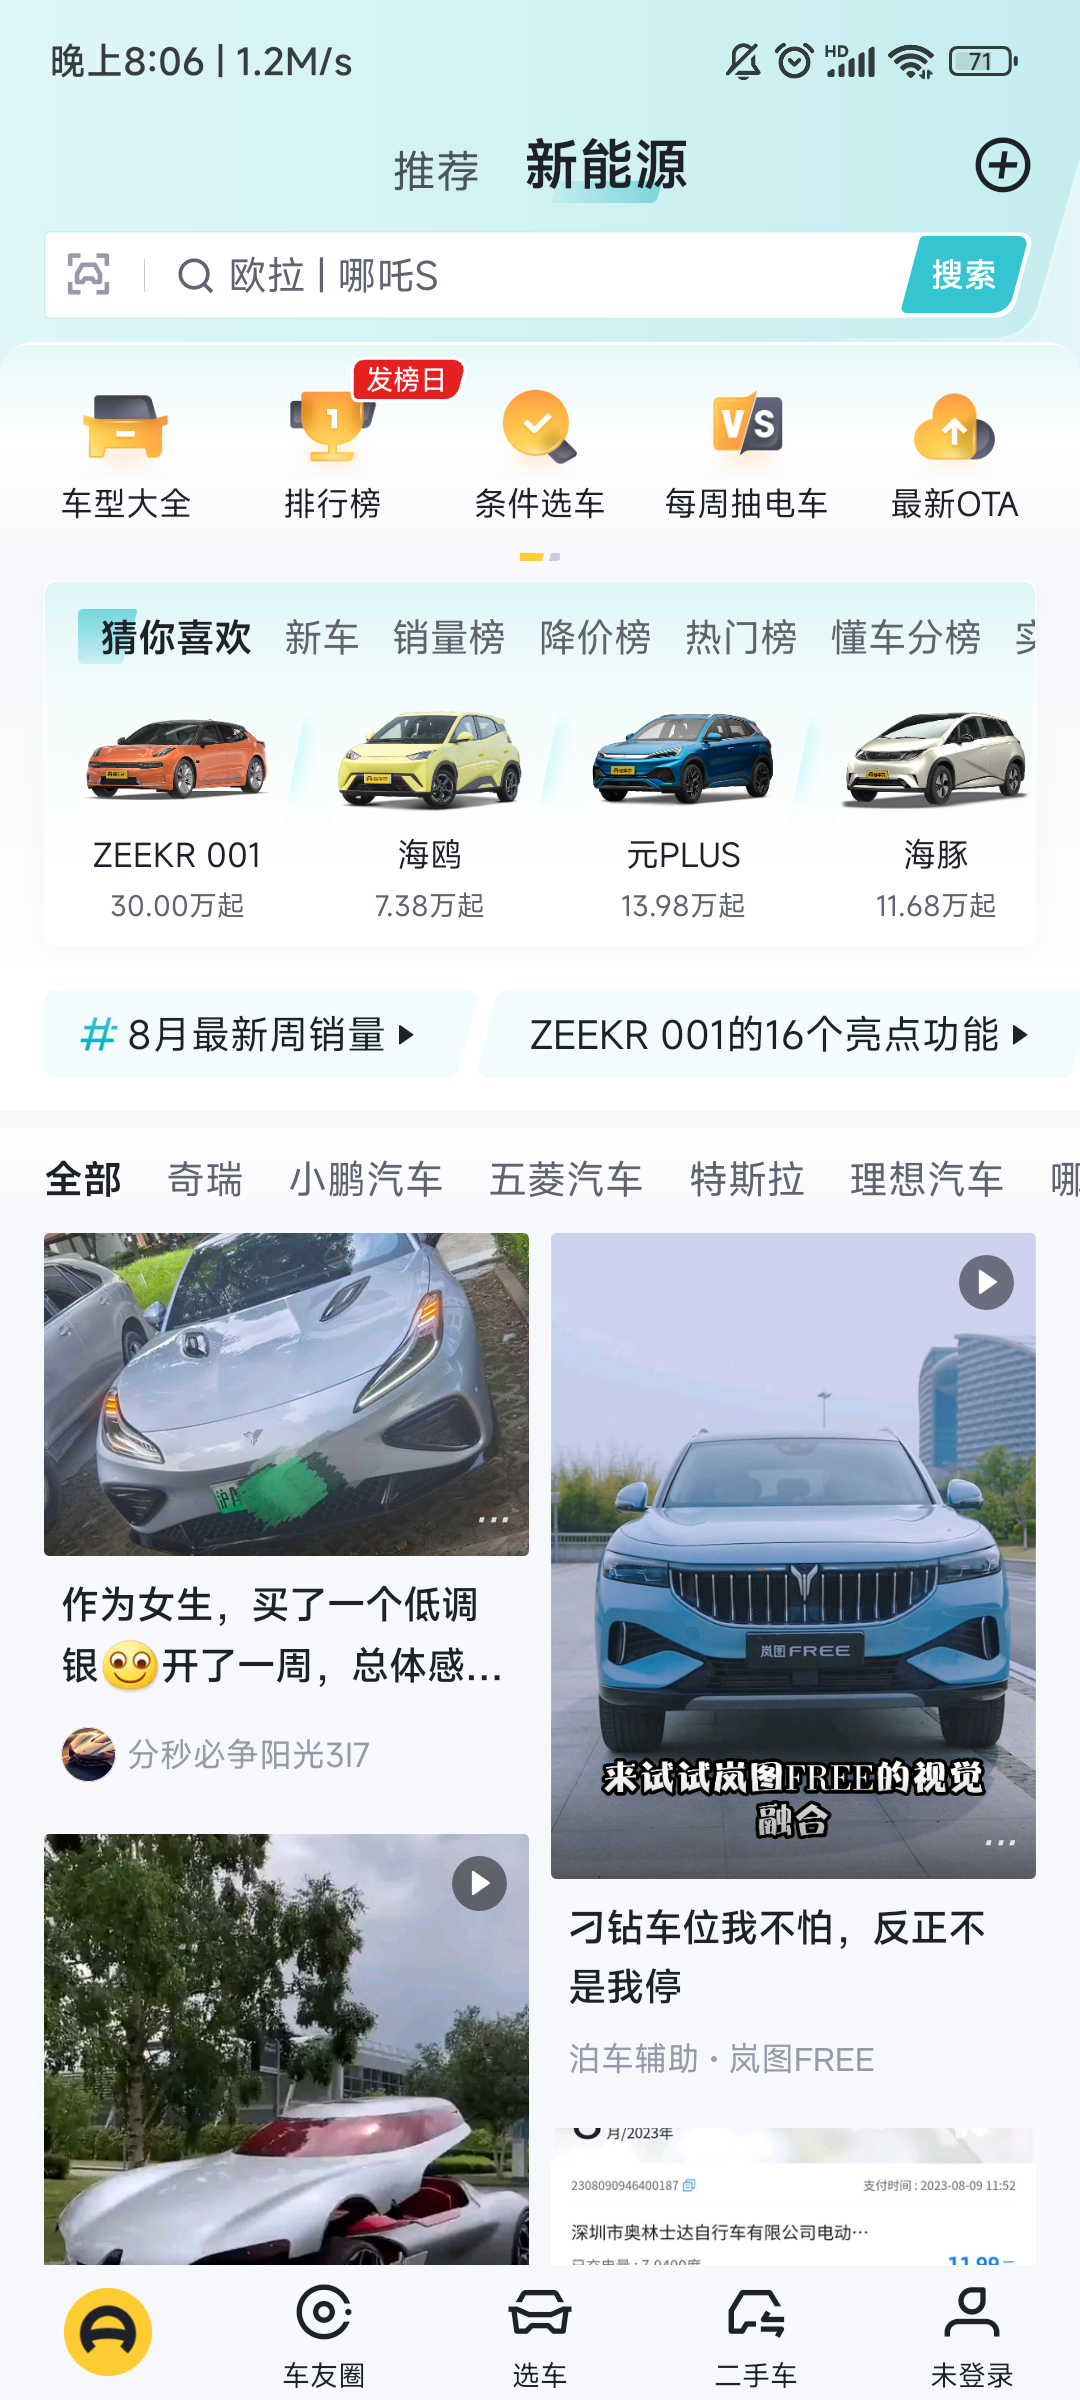 晚上8:06 | 1.2M/s
HD
71
推荐 新能源
欧拉 | 哪吒S 搜索
发榜日
1
VS
车型大全 排行榜 条件选车 每周抽电车 最新OTA
猜你喜欢 新车 销量榜 降价榜 热门榜 懂车分榜
ZEEKR 001 海鸥 元PLUS 海豚
30.00万起 7.38万起 13.98万起 11.68万起
#8月最新周销量 ZEEKR 001的16个亮点功能
全部 奇瑞 小鹏汽车 五菱汽车 特斯拉 理想汽车 哪
沪
作为女生，买了一个低调
银😳开了一周，总体感...
分秒必争阳光3I7
岚图FREE
来试试岚图FREE的视觉
融合
刁钻车位我不怕，反正不
是我停
泊车辅助·岚图FREE
月/2023年
2308090946400187 支付时间 : 2023-08-09 11:52
深圳市奥林士达自行车有限公司电动…
车友圈 选车 二手车 未登录